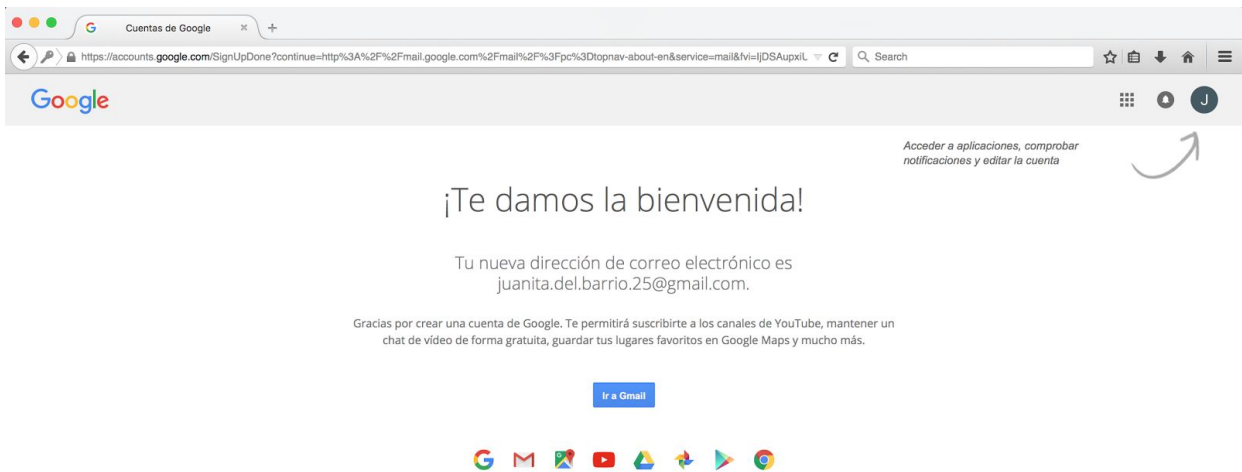 Cuentas de Google
https://accounts.google.com/SignUpDone?continue=http%3A%2F%2Fmail.google.com%2Fmail%2F%3Fpc%3Dtopnav-about-en&service=mail&fvi=IjDSAupxiL
Search
Google
J
Acceder a aplicaciones, comprobar
notificaciones y editar la cuenta
¡Te damos la bienvenida!
Tu nueva dirección de correo electrónico es
juanita.del.barrio.25@gmail.com.
Gracias por crear una cuenta de Google. Te permitirá suscribirte a los canales de YouTube, mantener un
chat de vídeo de forma gratuita, guardar tus lugares favoritos en Google Maps y mucho más.
Ir a Gmail